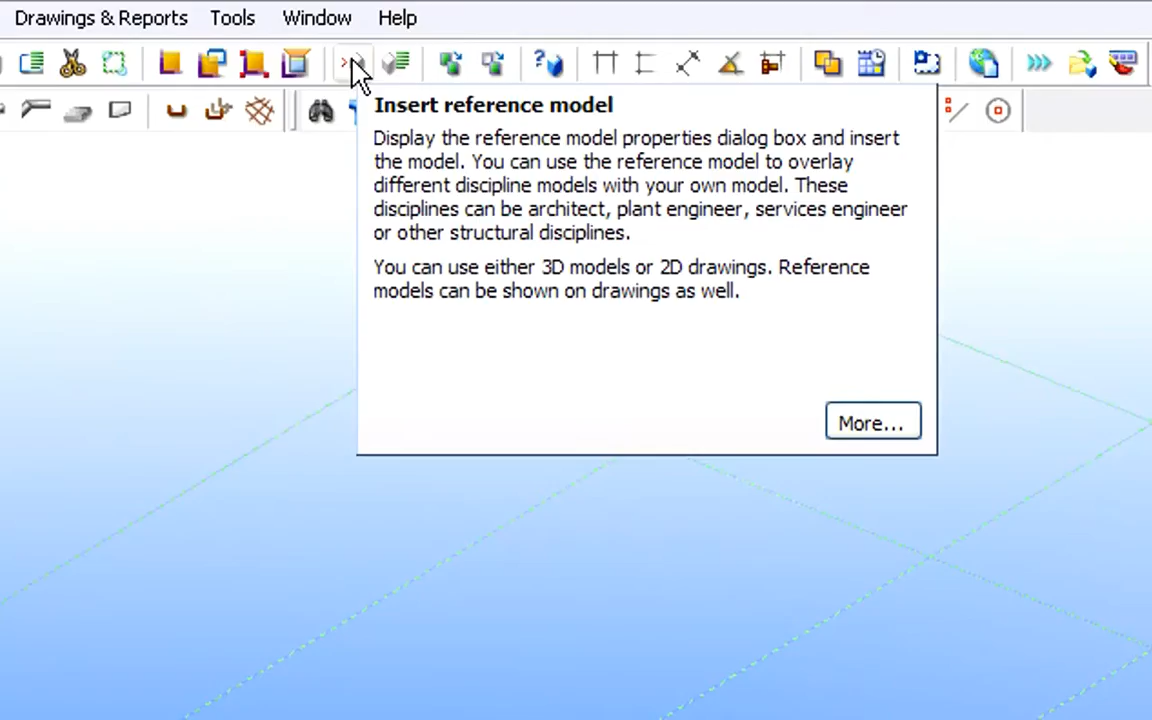 Drawings & Reports Tools Window Help
Insert reference model
Display the reference model properties dialog box and insert
the model. You can use the reference model to overlay
different discipline models with your own model. These
disciplines can be architect, plant engineer, services engineer
or other structural disciplines.
You can use either 3D models or 2D drawings. Reference
models can be shown on drawings as well.
More...